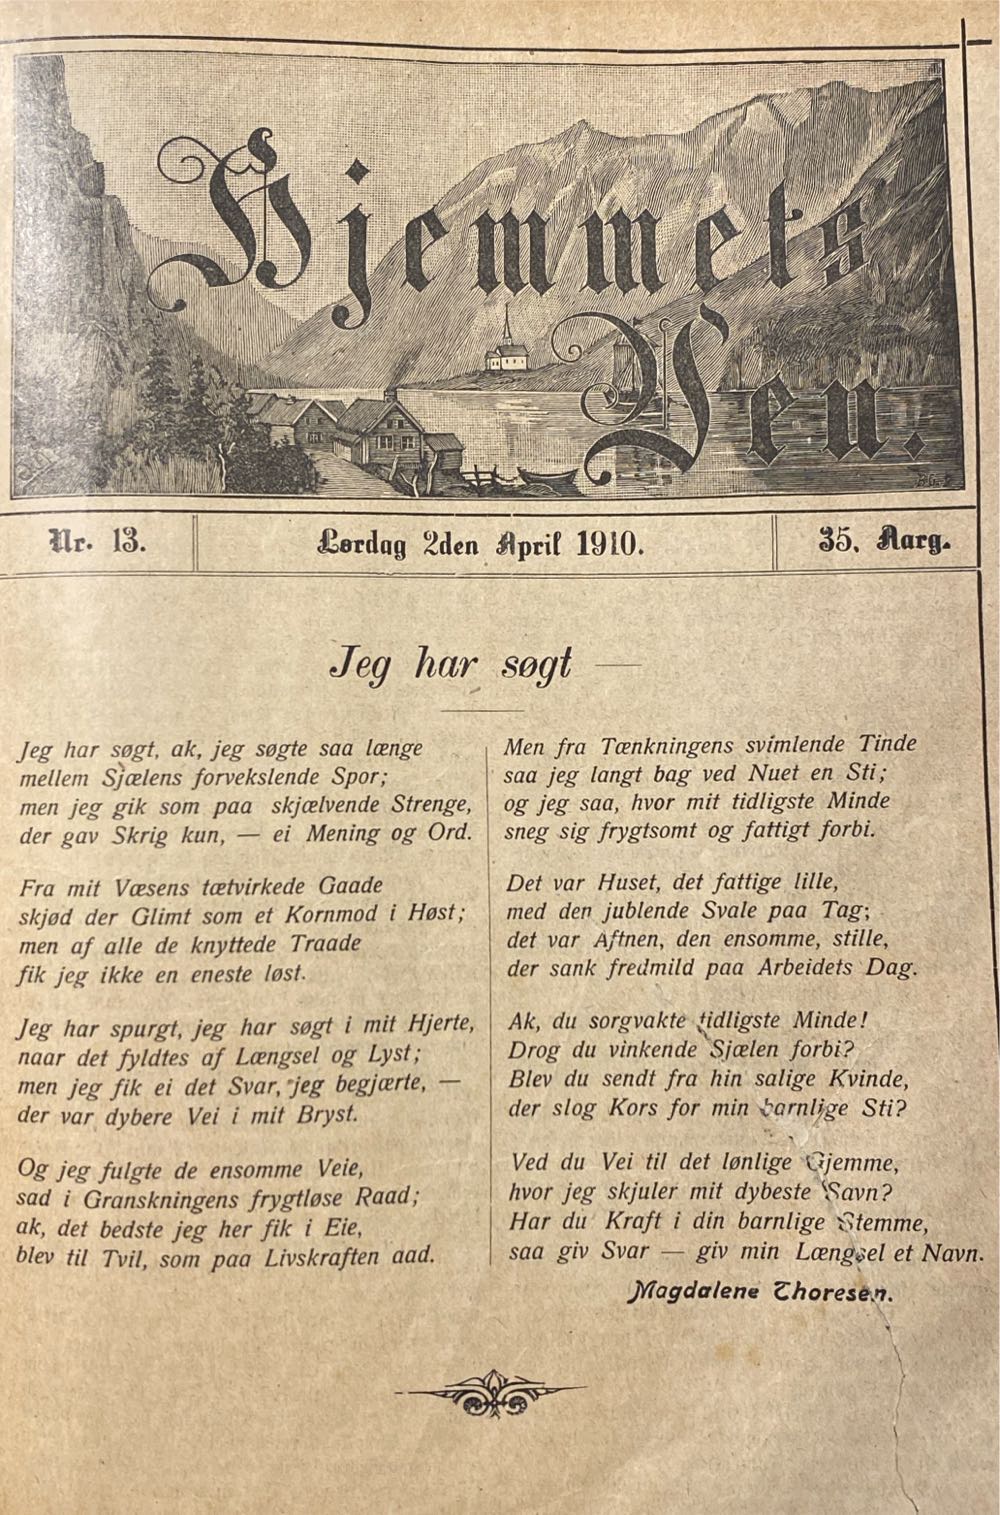 Hjemmets
Ven.
Nr. 13.
Lørdag 2den April 1910.
35. Aarg.
Jeg har søgt —
Jeg har søgt, ak, jeg søgte saa længe
mellem Sjælens forvekslende Spor;
men jeg gik som paa skjælvende Strenge,
der gav Skrig kun, — ei Mening og Ord.
Fra mit Væsens tætvirkede Gaade
skjød der Glimt som et Kornmod i Høst;
men af alle de knyttede Traade
fik jeg ikke en eneste løst.
Jeg har spurgt, jeg har søgt i mit Hjerte,
naar det fyldtes af Længsel og Lyst;
men jeg fik ei det Svar, jeg begjærte, —
der var dybere Vei i mit Bryst.
Og jeg fulgte de ensomme Veie,
sad i Granskningens frygtløse Raad;
ak, det bedste jeg her fik i Eie,
blev til Tvil, som paa Livskraften aad.
Men fra Tænkningens svimlende Tinde
saa jeg langt bag ved Nuet en Sti;
og jeg saa, hvor mit tidligste Minde
sneg sig frygtsomt og fattigt forbi.
Det var Huset, det fattige lille,
med den jublende Svale paa Tag;
det var Aftnen, den ensomme, stille,
der sank fredmild paa Arbeidets Dag.
Ak, du sorgvakte tidligste Minde!
Drog du vinkende Sjælen forbi?
Blev du sendt fra hin salige Kvinde,
der slog Kors for min barnlige Sti?
Ved du Vei til det lønlige Gjemme,
hvor jeg skjuler mit dybeste Savn?
Har du Kraft i din barnlige Stemme,
saa giv Svar — giv min Længsel et Navn.
Magdalene Thoresen.